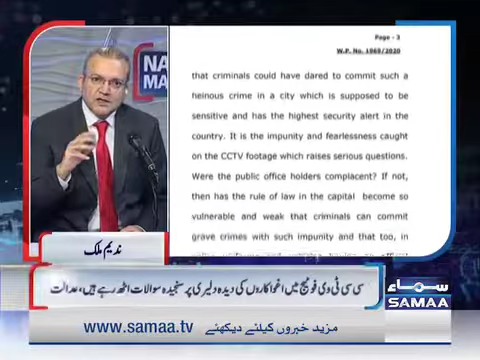 NA
MA
Page - 3
W.P. No. 1969/2020
that criminals could have dared to commit such a
heinous crime in a city which is supposed to be
sensitive and has the highest security alert in the
country. It is the impunity and fearlessness caught
on the CCTV footage which raises serious questions.
Were the public office holders complacent? If not,
then has the rule of law in the capital become so
vulnerable and weak that criminals can commit
grave crimes with such impunity and that too, in
ندیم ملک
سی سی ٹی وی فوٹیج میں اغواکاروں کی دیدہ دلیری پر سنجیدہ سوالات اٹھ رہے ہیں، عدالت
سماء
SAMAA
www.samaa.tv مزید خبروں کیلئے دیکھئے